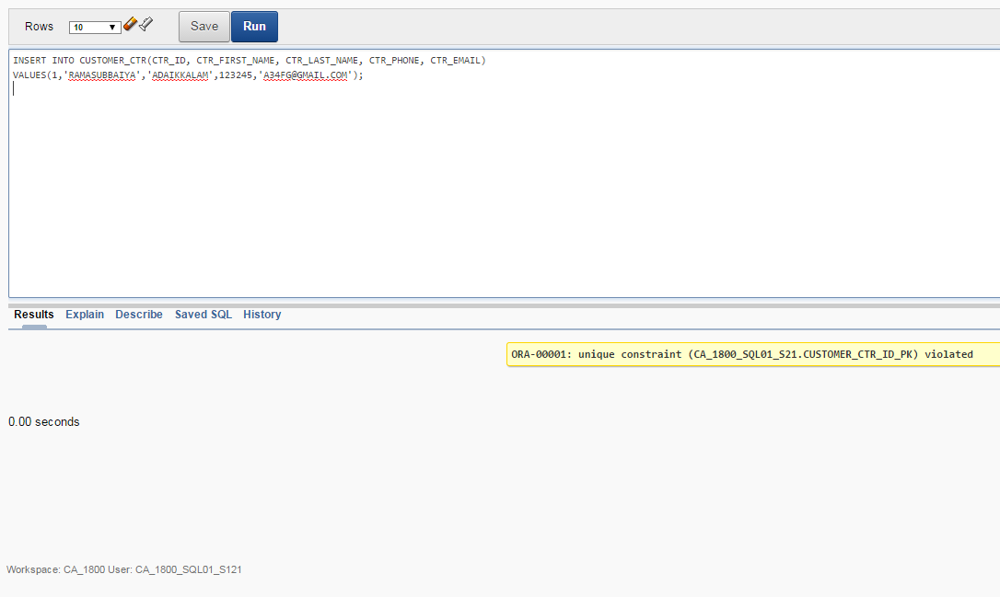 Rows 10 Save Run
INSERT INTO CUSTOMER_CTR(CTR_ID, CTR_FIRST_NAME, CTR_LAST_NAME, CTR_PHONE, CTR_EMAIL)
VALUES(1,'RAMASUBBAIYA','ADAIKKALAM',123245,'A34FG@GMAIL.COM');
Results Explain Describe Saved SQL History
ORA-00001: unique constraint (CA_1800_SQL01_S21.CUSTOMER_CTR_ID_PK) violated
0.00 seconds
Workspace: CA_1800 User: CA_1800_SQL01_S121